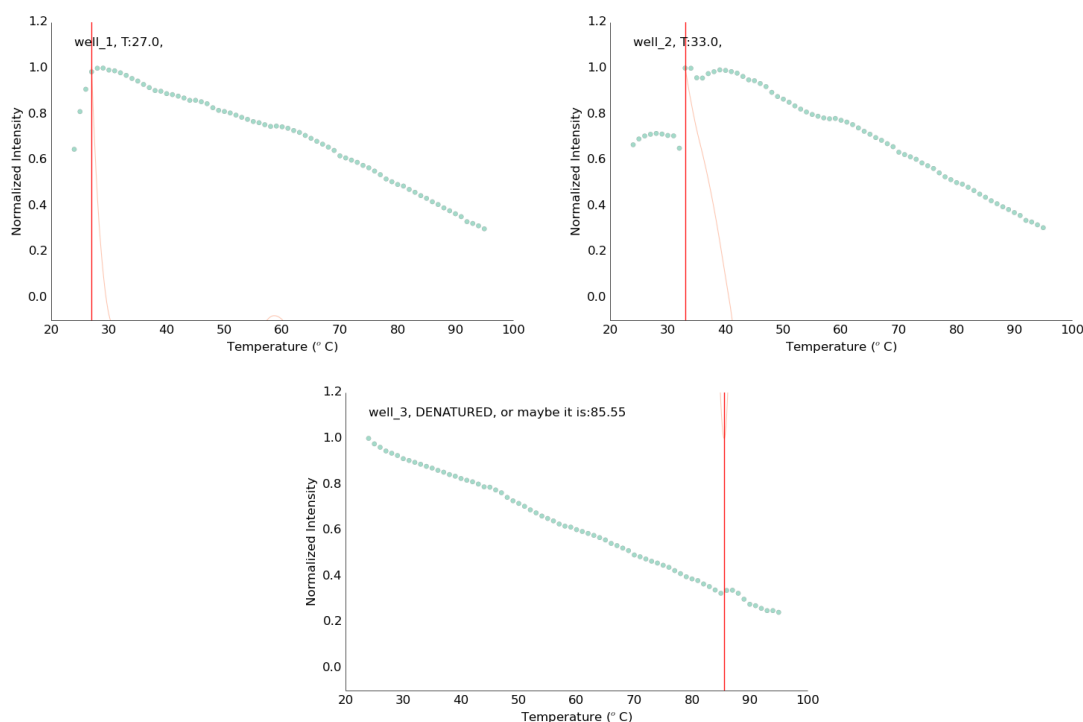 well_1, T:27.0,
1.2
1.0
0.8
0.6
0.4
0.2
0.0
Normalized Intensity
20 30 40 50 60 70 80 90 100
Temperature (° C)
well_2, T:33.0,
1.2
1.0
0.8
0.6
0.4
0.2
0.0
Normalized Intensity
20 30 40 50 60 70 80 90 100
Temperature (° C)
well_3, DENATURED, or maybe it is:85.55
1.2
1.0
0.8
0.6
0.4
0.2
0.0
Normalized Intensity
20 30 40 50 60 70 80 90 100
Temperature (° C)